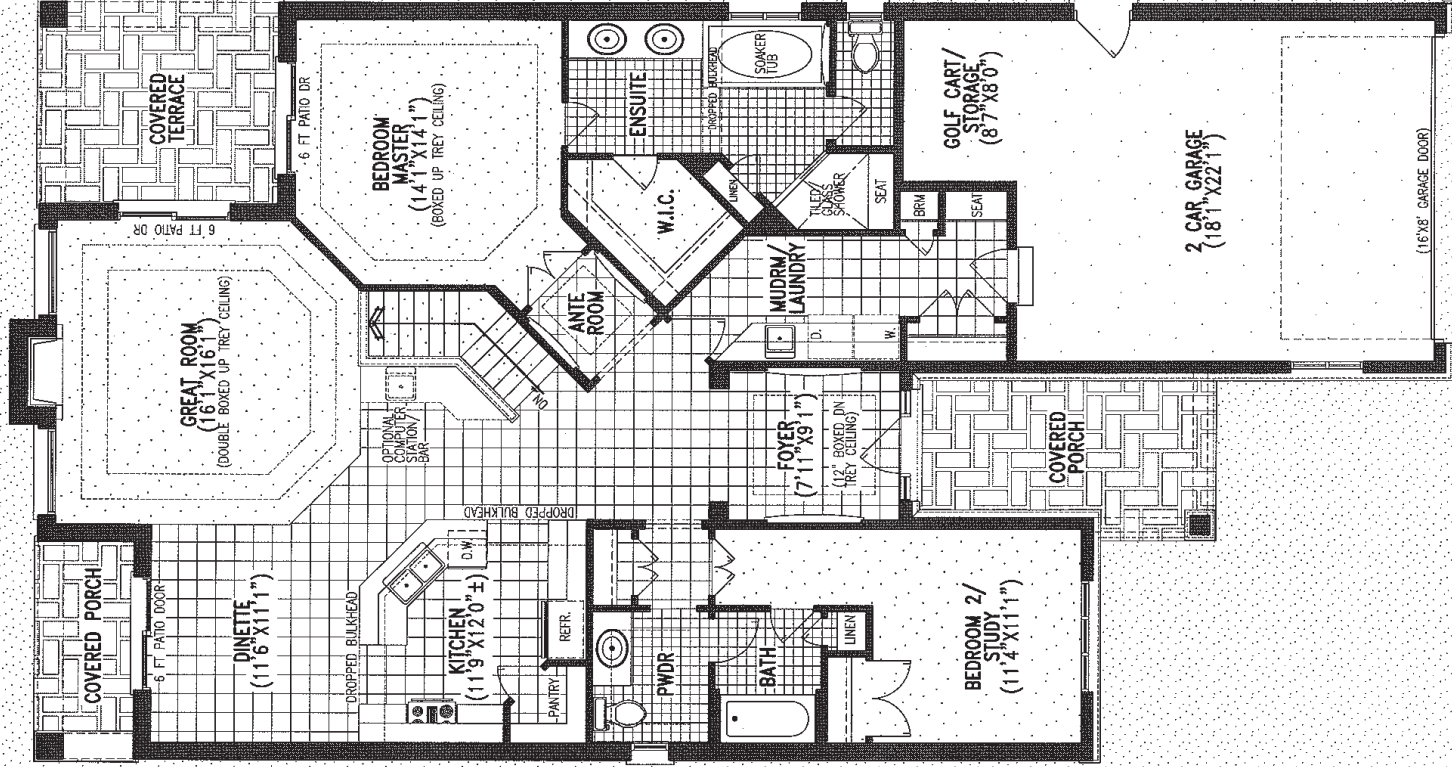 COVERED
TERRACE
6 FT PATIO DR
BEDROOM
MASTER
(14'1"X14'1")
(BOXED UP TREY CEILING)
ENSUITE
DROPPED BULKHEAD
SOAKER
TUB
GOLF CART/
STORAGE
(8'7"X8'0")
2 CAR GARAGE
(18'1"X22'1")
(16'X8' GARAGE DOOR)
W.I.C.
LINEN
TILED/
GLASS
SHOWER
SEAT
BRM
SEAT
6 FT PATIO DR
GREAT ROOM
(16'1"X16'1")
(DOUBLE BOXED UP TREY CEILING)
ANTE
ROOM
MUDRM/
LAUNDRY
D.
W.
DN
OPTIONAL
COMPUTER
STATION/
BAR
FOYER
(7'11"X9'1")
(12" BOXED DN
TREY CEILING)
COVERED
PORCH
DROPPED BULKHEAD
COVERED PORCH
6 FT PATIO DOOR
DINETTE
(11'6"X11'1")
DROPPED BULKHEAD
D.W.
KITCHEN
(11'9"X12'0"±)
REFR.
PANTRY
PWDR
BATH
LINEN
BEDROOM 2/
STUDY
(11'4"X11'1")